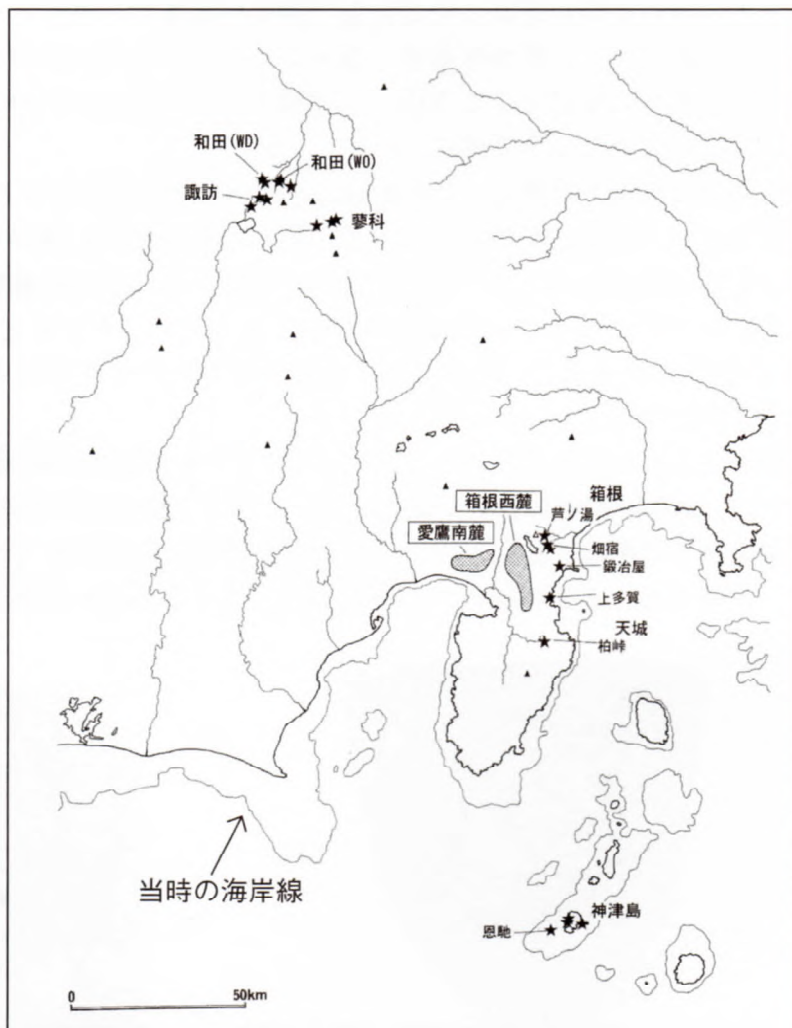 和田(WD)
和田(WO)
諏訪
蓼科
箱根
箱根西麓
芦ノ湯
愛鷹南麓
畑宿
鍛冶屋
上多賀
天城
柏峠
当時の海岸線
神津島
恩馳
0 50km